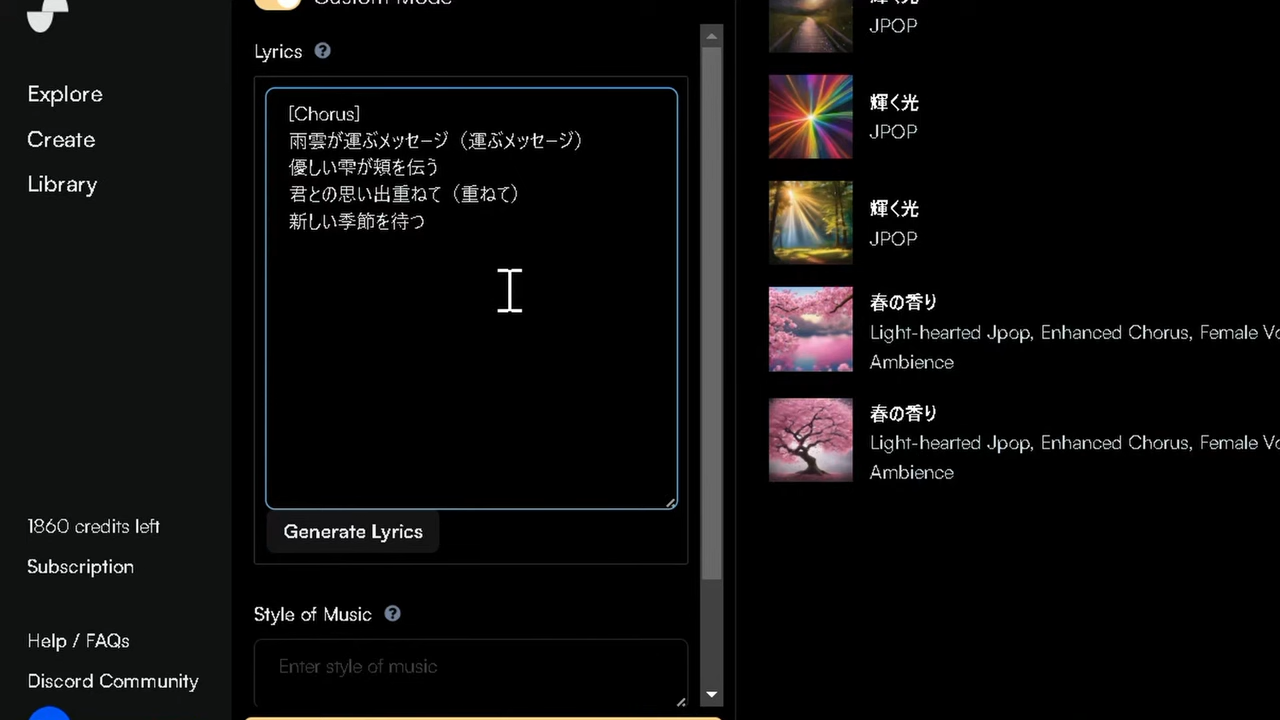 Custom Mode
Lyrics
Explore
Create
Library
[Chorus]
雨雲が運ぶメッセージ（運ぶメッセージ）
優しい雫が頬を伝う
君との思い出重ねて（重ねて）
新しい季節を待つ
Generate Lyrics
1860 credits left
Subscription
Style of Music
Enter style of music
Help / FAQs
Discord Community
輝く光
JPOP
輝く光
JPOP
輝く光
JPOP
春の香り
Light-hearted Jpop, Enhanced Chorus, Female Vo
Ambience
春の香り
Light-hearted Jpop, Enhanced Chorus, Female Vo
Ambience